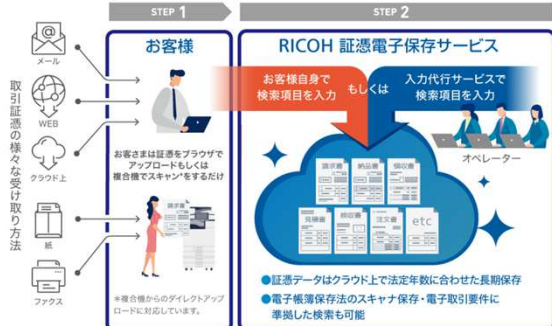 STEP 1
STEP 2
取引証憑の様々な受け取り方法
メール
WEB
クラウド上
紙
ファクス
お客様
お客さまは証憑をブラウザで
アップロードもしくは
複合機でスキャン*をするだけ
請求書
*複合機からのダイレクトアップ
ロードに対応しています。
RICOH 証憑電子保存サービス
お客様自身で
検索項目を入力
もしくは
入力代行サービスで
検索項目を入力
オペレーター
請求書
納品書
領収書
見積書
検収書
注文書
etc
●証憑データはクラウド上で法定年数に合わせた長期保存
●電子帳簿保存法のスキャナ保存・電子取引要件に
準拠した検索も可能